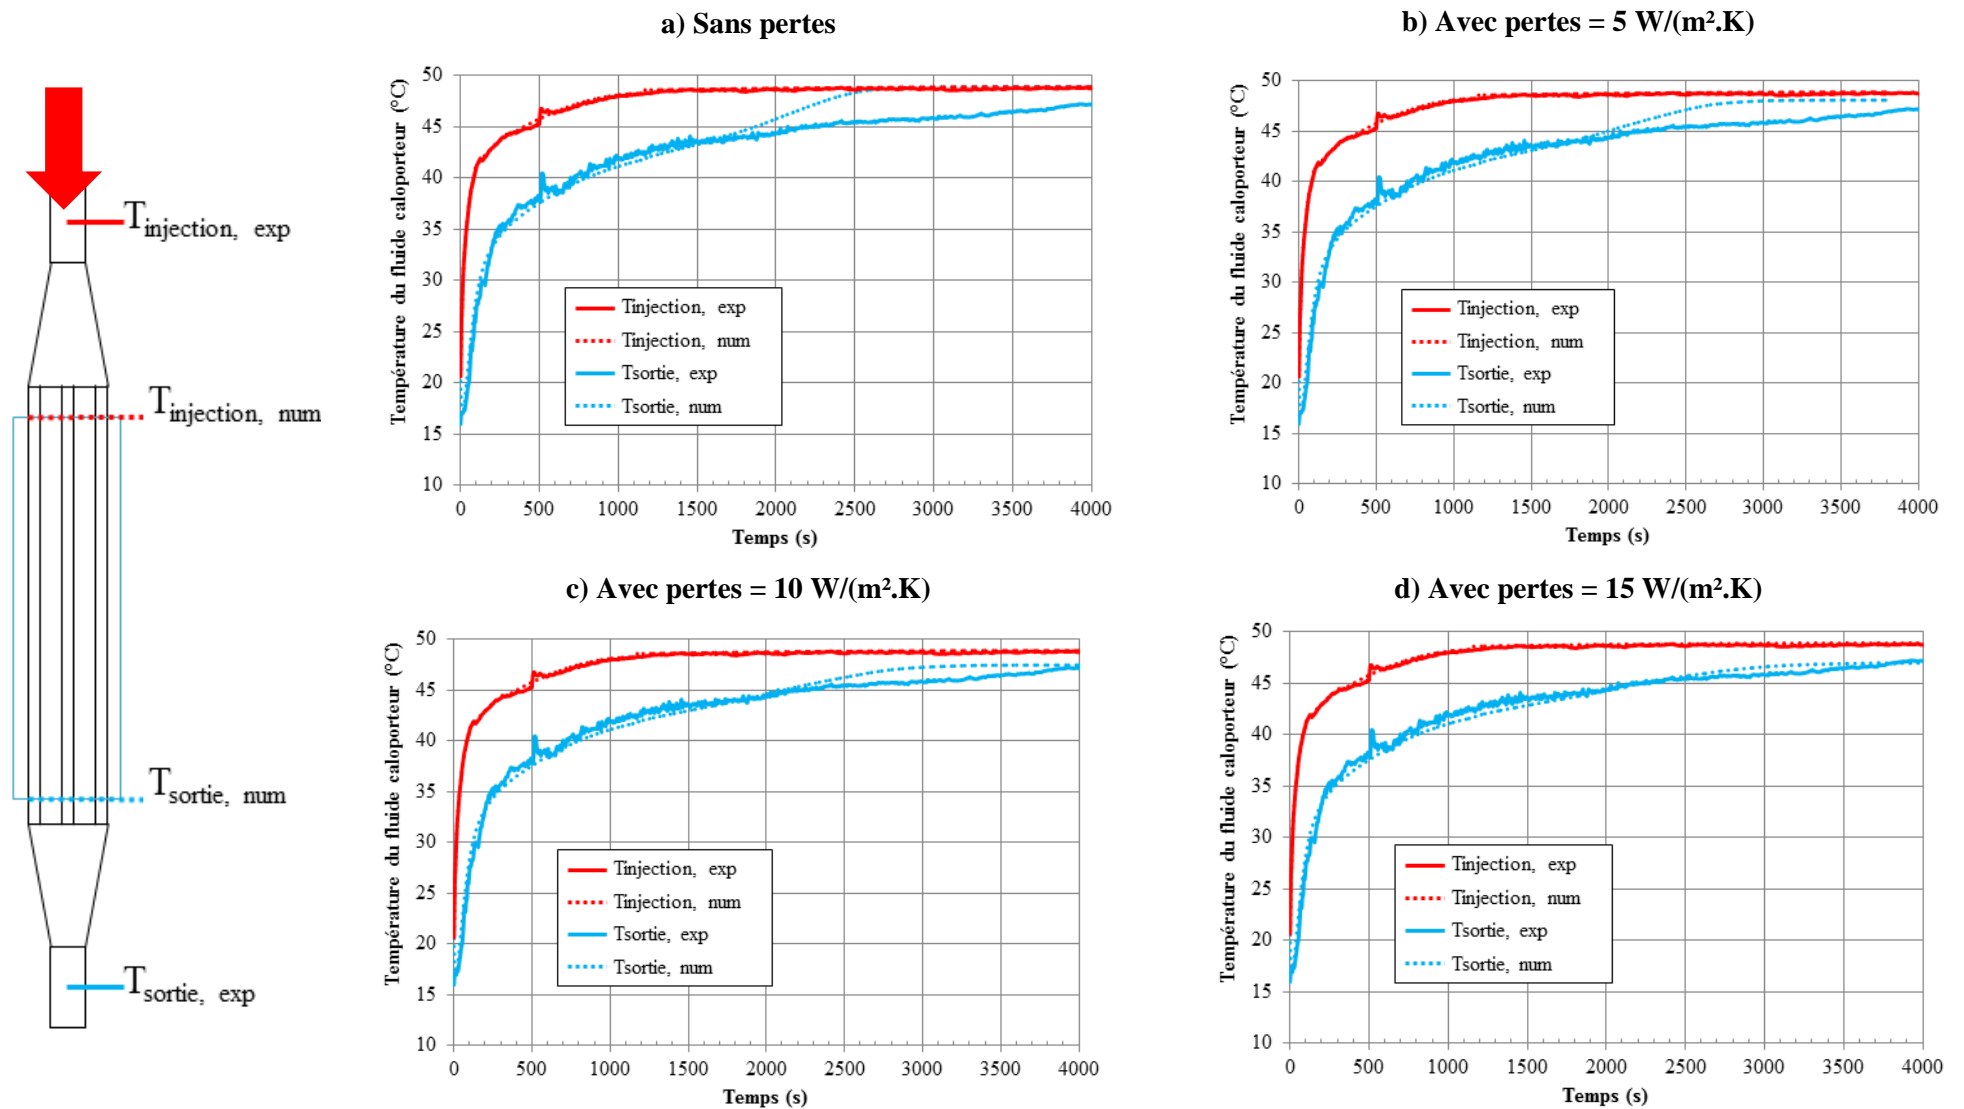 a) Sans pertes
b) Avec pertes = 5 W/(m².K)
Tinjection, exp
Tinjection, num
Tsortie, num
Tsortie, exp
Température du fluide caloporteur (°C)
50
45
40
35
30
25
20
15
10
0 500 1000 1500 2000 2500 3000 3500 4000
Temps (s)
Tinjection, exp
Tinjection, num
Tsortie, exp
Tsortie, num
Température du fluide caloporteur (°C)
50
45
40
35
30
25
20
15
10
0 500 1000 1500 2000 2500 3000 3500 4000
Temps (s)
Tinjection, exp
Tinjection, num
Tsortie, exp
Tsortie, num
c) Avec pertes = 10 W/(m².K)
d) Avec pertes = 15 W/(m².K)
Température du fluide caloporteur (°C)
50
45
40
35
30
25
20
15
10
0 500 1000 1500 2000 2500 3000 3500 4000
Temps (s)
Tinjection, exp
Tinjection, num
Tsortie, exp
Tsortie, num
Température du fluide caloporteur (°C)
50
45
40
35
30
25
20
15
10
0 500 1000 1500 2000 2500 3000 3500 4000
Temps (s)
Tinjection, exp
Tinjection, num
Tsortie, exp
Tsortie, num